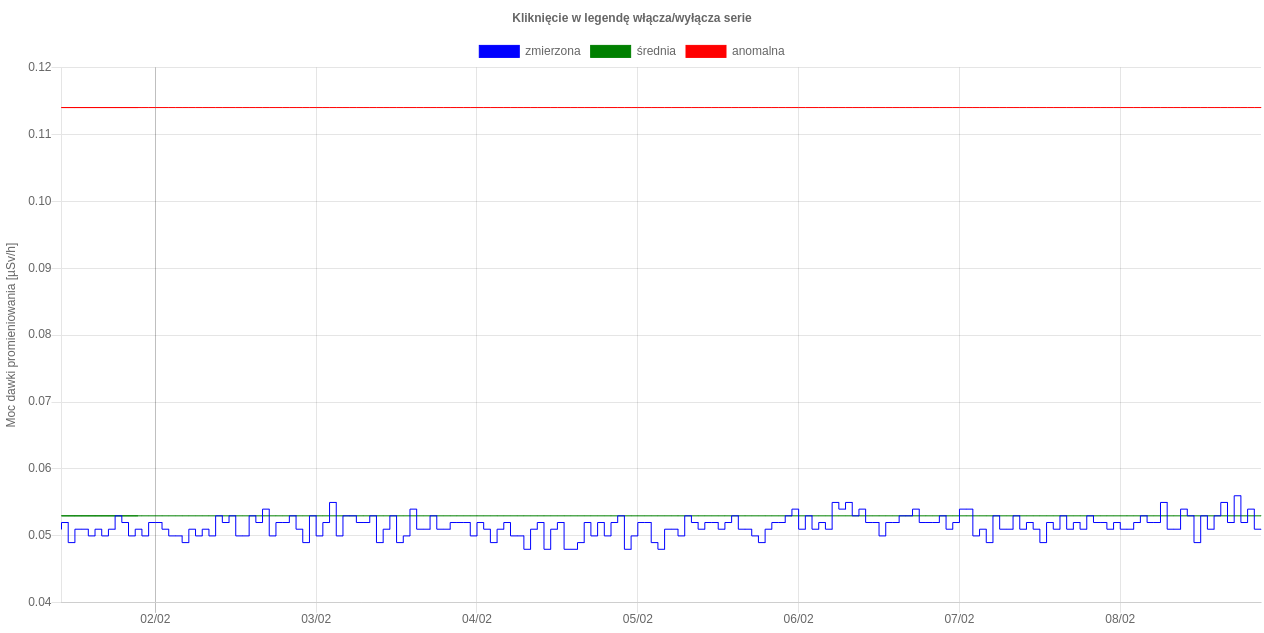 Kliknięcie w legendę włącza/wyłącza serie
zmierzona średnia anomalna
Moc dawki promieniowania [µSv/h]
0.12
0.11
0.10
0.09
0.08
0.07
0.06
0.05
0.04
02/02 03/02 04/02 05/02 06/02 07/02 08/02